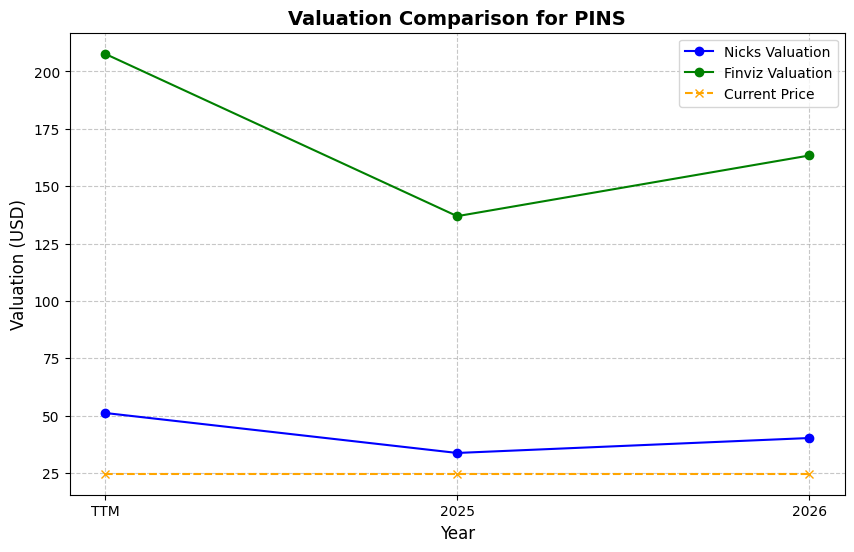 Valuation Comparison for PINS
Nicks Valuation
Finviz Valuation
Current Price
Valuation (USD)
200
175
150
125
100
75
50
25
TTM
2025
2026
Year